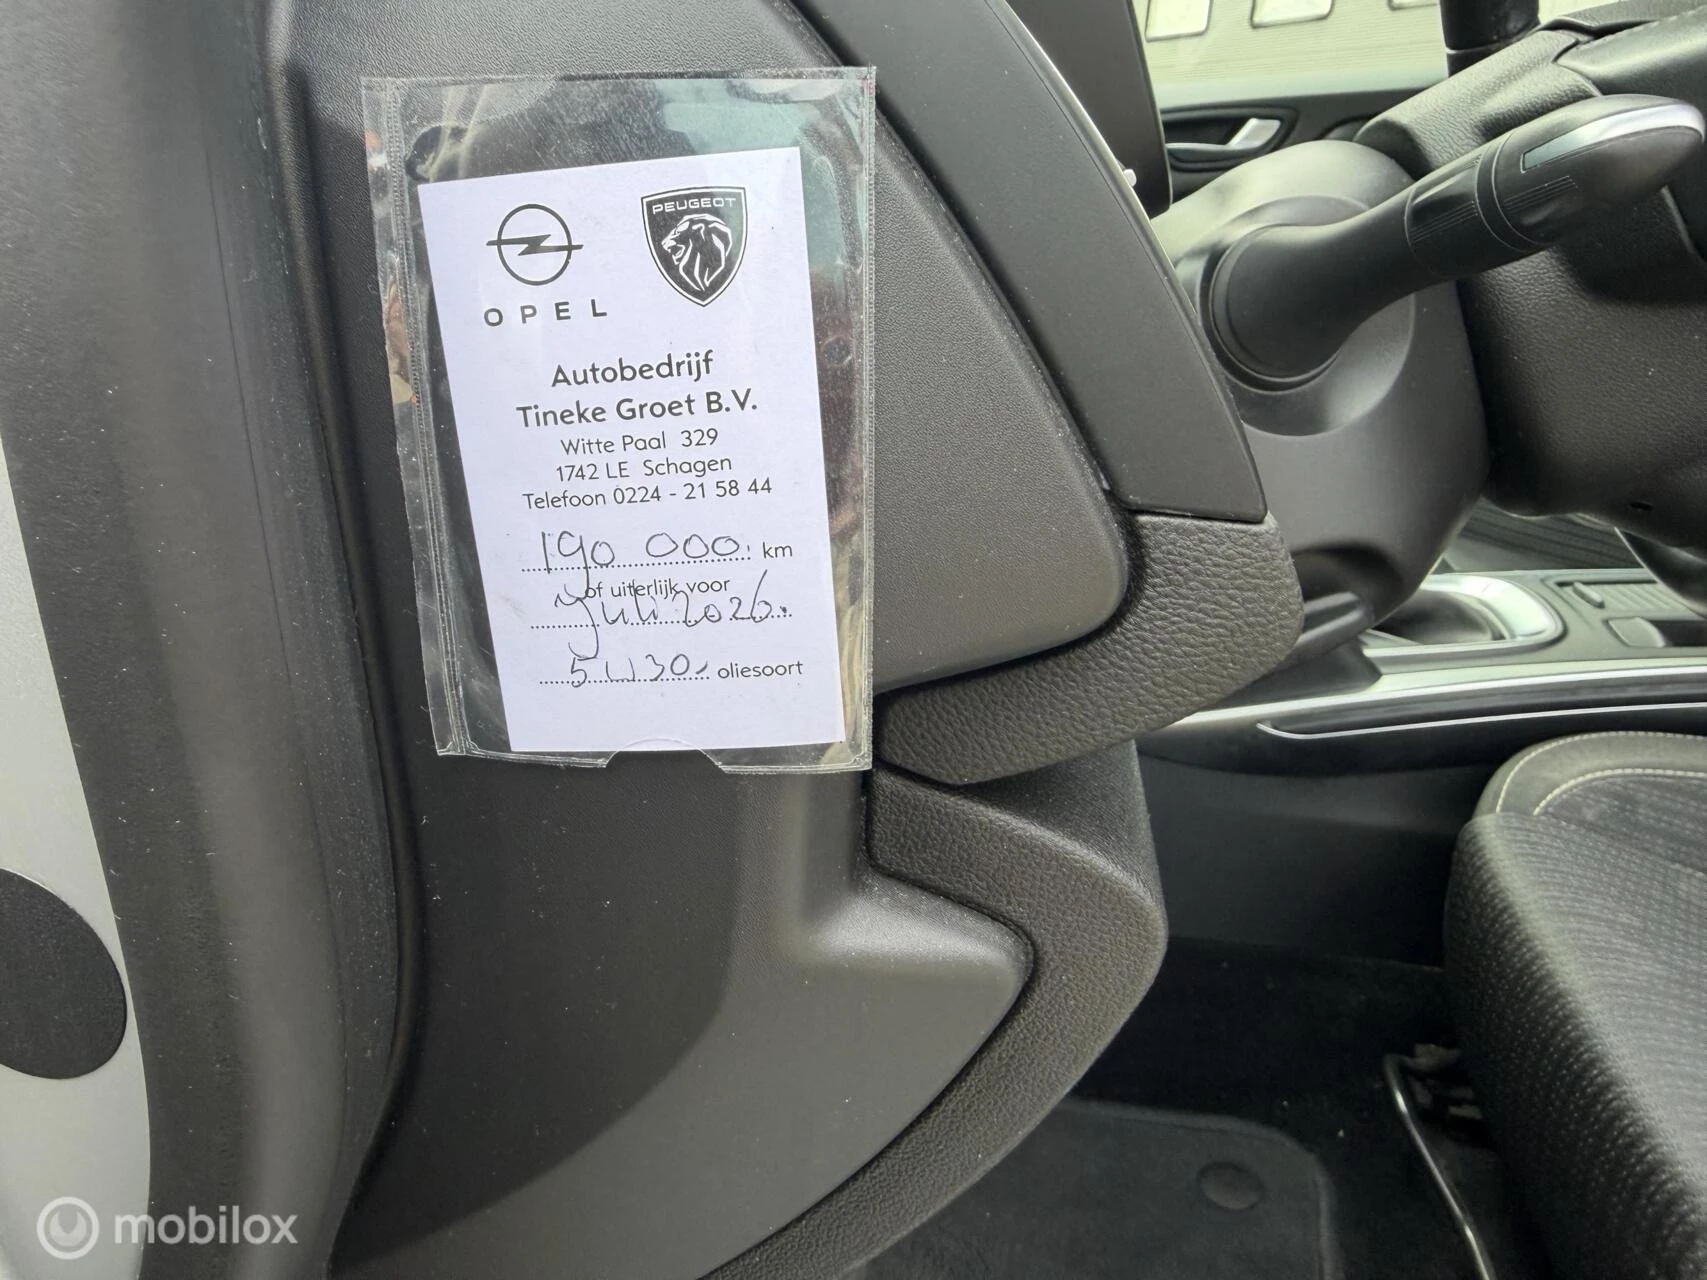 OPEL
PEUGEOT
Autobedrijf
Tineke Groet B.V.
Witte Paal 329
1742 LE Schagen
Telefoon 0224 - 21 58 44
190 000 km
of uiterlijk voor
Juli 2026
5W30 oliesoort
mobilox